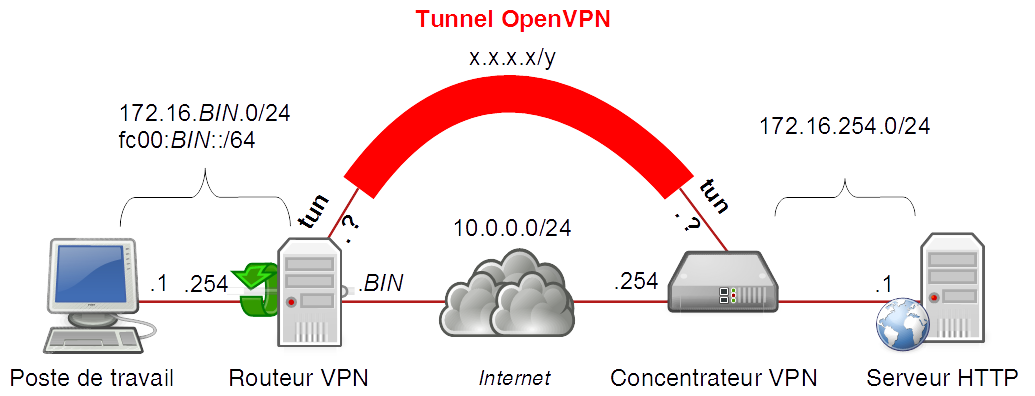 Tunnel OpenVPN
x.x.x.x/y
172.16.BIN.0/24
fc00:BIN::/64
172.16.254.0/24
tun
. ?
tun
. ?
10.0.0.0/24
.1
.254
.BIN
.254
.1
Poste de travail
Routeur VPN
Internet
Concentrateur VPN
Serveur HTTP